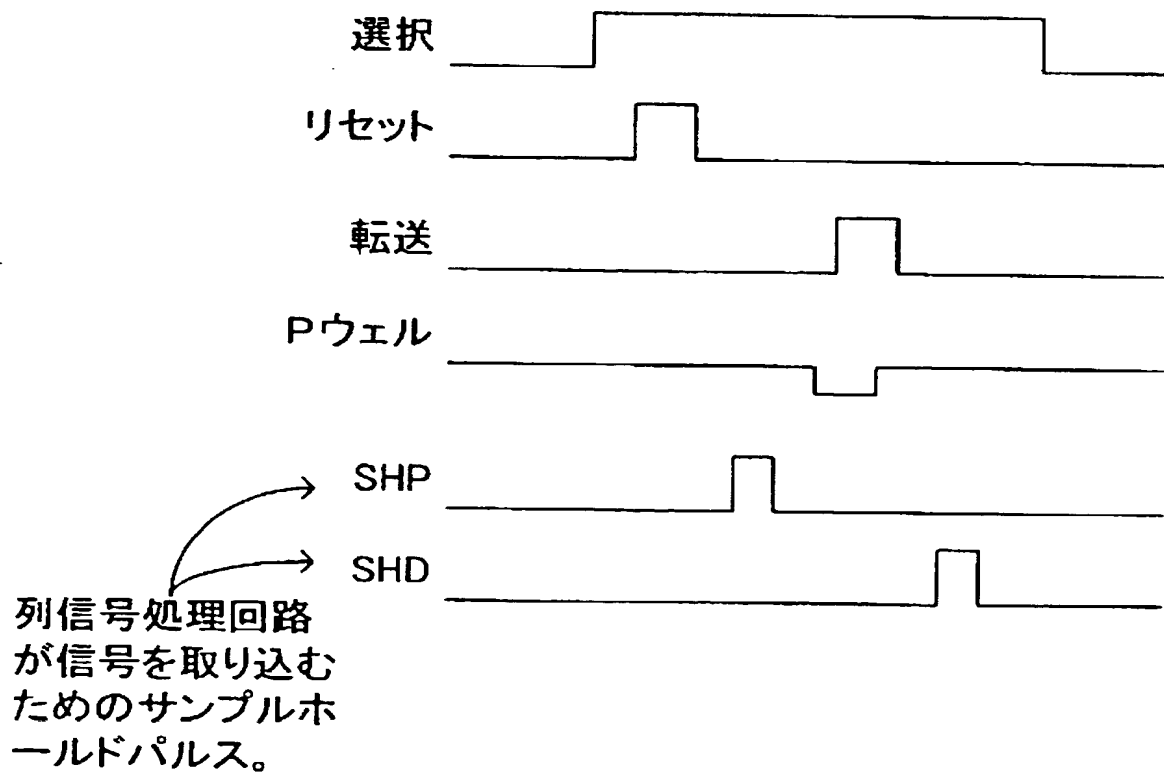 選択
リセット
転送
Pウェル
SHP
SHD
列信号処理回路
が信号を取り込む
ためのサンプルホ
ールドパルス。